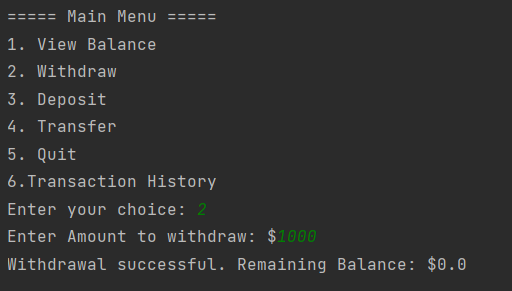 ===== Main Menu =====
1. View Balance
2. Withdraw
3. Deposit
4. Transfer
5. Quit
6.Transaction History
Enter your choice: 2
Enter Amount to withdraw: $1000
Withdrawal successful. Remaining Balance: $0.0